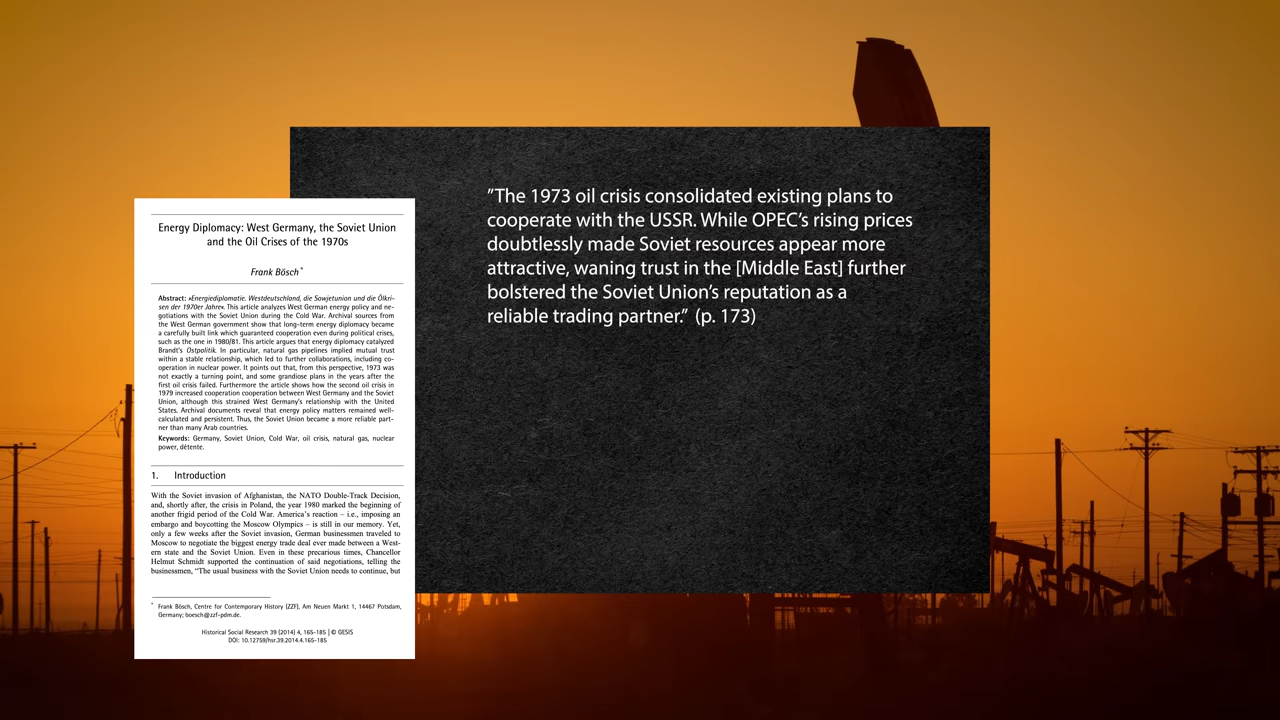 Energy Diplomacy: West Germany, the Soviet Union
and the Oil Crises of the 1970s
Frank Bösch*
Abstract: »Energiediplomatie. Westdeutschland, die Sowjetunion und die Ölkri-
sen der 1970er Jahre«. This article analyzes West German energy policy and ne-
gotiations with the Soviet Union during the Cold War. Archival sources from
the West German government show that long-term energy diplomacy became
a carefully built link which guaranteed cooperation even during political crises,
such as the one in 1980/81. This article argues that energy diplomacy catalyzed
Brandt's Ostpolitik. In particular, natural gas pipelines implied mutual trust
within a stable relationship, which led to further collaborations, including co-
operation in nuclear power. It points out that, from this perspective, 1973 was
not exactly a turning point, and some grandiose plans in the years after the
first oil crisis failed. Furthermore the article shows how the second oil crisis in
1979 increased cooperation cooperation between West Germany and the Soviet
Union, although this strained West Germany's relationship with the United
States. Archival documents reveal that energy policy matters remained well-
calculated and persistent. Thus, the Soviet Union became a more reliable part-
ner than many Arab countries.
Keywords: Germany, Soviet Union, Cold War, oil crisis, natural gas, nuclear
power, détente.
1. Introduction
With the Soviet invasion of Afghanistan, the NATO Double-Track Decision,
and, shortly after, the crisis in Poland, the year 1980 marked the beginning of
another frigid period of the Cold War. America's reaction – i.e., imposing an
embargo and boycotting the Moscow Olympics – is still in our memory. Yet,
only a few weeks after the Soviet invasion, German businessmen traveled to
Moscow to negotiate the biggest energy trade deal ever made between a West-
ern state and the Soviet Union. Even in these precarious times, Chancellor
Helmut Schmidt supported the continuation of said negotiations, telling the
businessmen, "The usual business with the Soviet Union needs to continue, but
* Frank Bösch, Centre for Contemporary History (ZZF), Am Neuen Markt 1, 14467 Potsdam,
Germany; boesch@zzf-pdm.de.
Historical Social Research 39 (2014) 4, 165-185 | © GESIS
DOI: 10.12759/hsr.39.2014.4.165-185
"The 1973 oil crisis consolidated existing plans to
cooperate with the USSR. While OPEC's rising prices
doubtlessly made Soviet resources appear more
attractive, waning trust in the [Middle East] further
bolstered the Soviet Union's reputation as a
reliable trading partner." (p. 173)